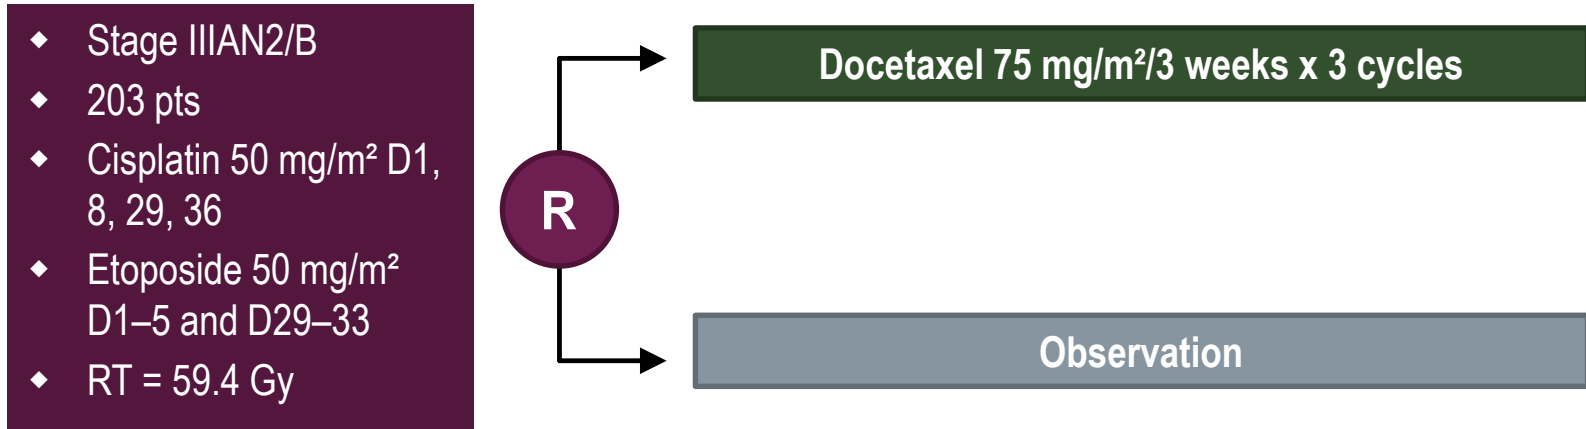 ◆ Stage IIIAN2/B
◆ 203 pts
◆ Cisplatin 50 mg/m² D1,
8, 29, 36
◆ Etoposide 50 mg/m²
D1–5 and D29–33
◆ RT = 59.4 Gy
R
Docetaxel 75 mg/m²/3 weeks x 3 cycles
Observation